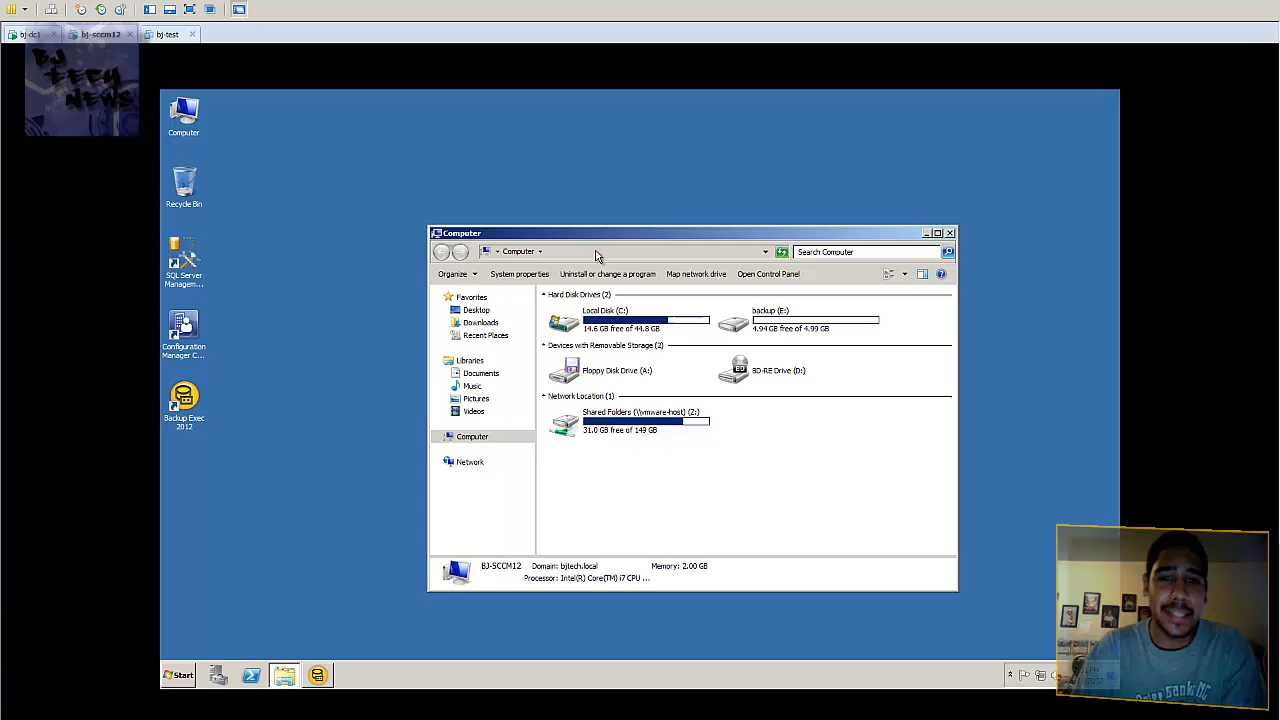 bj-dc1
bj-sccm12
bj-test
BJ
TECY
NEWS
Computer
Recycle Bin
SQL Server
Managem...
Configuration
Manager C...
Backup Exec
2012
Computer
Computer
Search Computer
Organize
System properties
Uninstall or change a program
Map network drive
Open Control Panel
Favorites
Desktop
Downloads
Recent Places
Libraries
Documents
Music
Pictures
Videos
Computer
Network
Hard Disk Drives (2)
Local Disk (C:)
14.6 GB free of 44.8 GB
backup (E:)
4.94 GB free of 4.99 GB
Devices with Removable Storage (2)
Floppy Disk Drive (A:)
BD-RE Drive (D:)
Network Location (1)
Shared Folders (\\vmware-host) (Z:)
31.0 GB free of 149 GB
BJ-SCCM12
Domain: bjtech.local
Memory: 2.00 GB
Processor: Intel(R) Core(TM) i7 CPU ...
Start